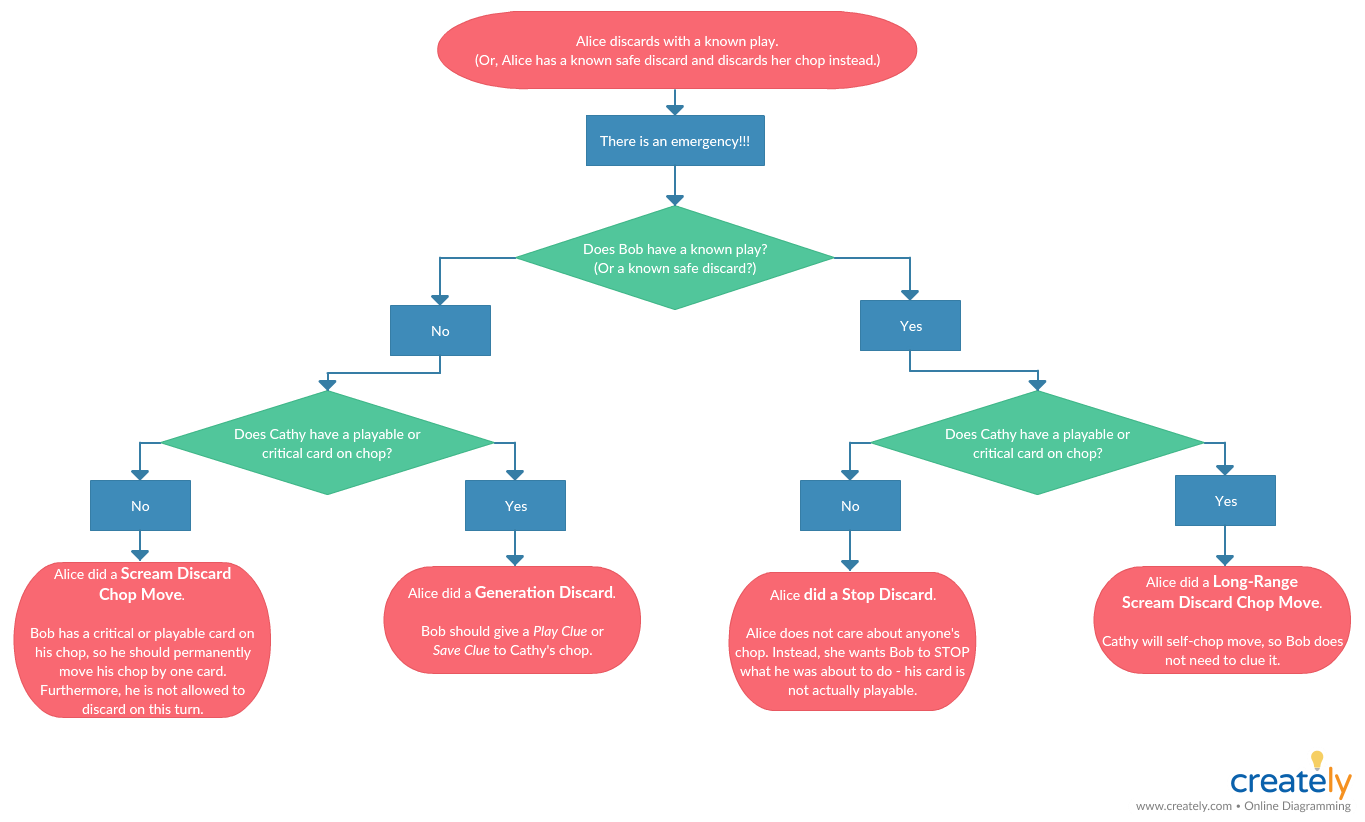 Alice discards with a known play.
(Or, Alice has a known safe discard and discards her chop instead.)
There is an emergency!!!
Does Bob have a known play?
(Or a known safe discard?)
No
Yes
Does Cathy have a playable or
critical card on chop?
Does Cathy have a playable or
critical card on chop?
No
Yes
No
Yes
Alice did a Scream Discard
Chop Move.
Bob has a critical or playable card on
his chop, so he should permanently
move his chop by one card.
Furthermore, he is not allowed to
discard on this turn.
Alice did a Generation Discard.
Bob should give a Play Clue or
Save Clue to Cathy's chop.
Alice did a Stop Discard.
Alice does not care about anyone's
chop. Instead, she wants Bob to STOP
what he was about to do - his card is
not actually playable.
Alice did a Long-Range
Scream Discard Chop Move.
Cathy will self-chop move, so Bob does
not need to clue it.
creately
www.creately.com • Online Diagramming